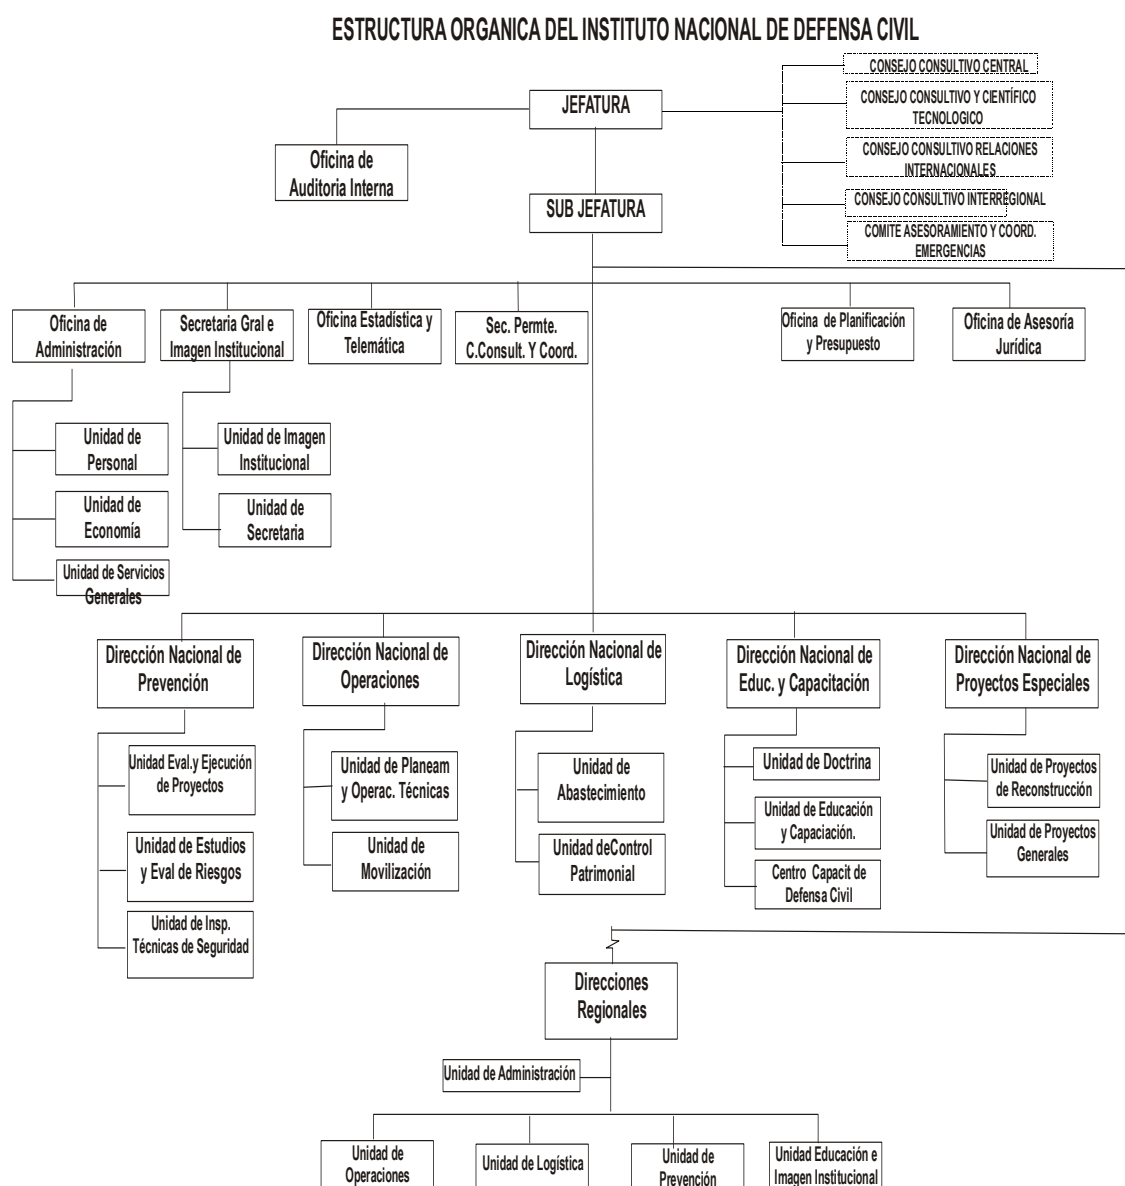 ESTRUCTURA ORGANICA DEL INSTITUTO NACIONAL DE DEFENSA CIVIL
CONSEJO CONSULTIVO CENTRAL
JEFATURA
CONSEJO CONSULTIVO Y CIENTÍFICO
TECNOLOGICO
Oficina de
Auditoria Interna
CONSEJO CONSULTIVO RELACIONES
INTERNACIONALES
SUB JEFATURA
CONSEJO CONSULTIVO INTERREGIONAL
COMITE ASESORAMIENTO Y COORD.
EMERGENCIAS
Oficina de
Administración
Secretaria Gral e
Imagen Institucional
Oficina Estadística y
Telemática
Sec. Permte.
C.Consult. Y Coord.
Oficina de Planificación
y Presupuesto
Oficina de Asesoría
Jurídica
Unidad de
Personal
Unidad de Imagen
Institucional
Unidad de
Economía
Unidad de
Secretaria
Unidad de Servicios
Generales
Dirección Nacional de
Prevención
Dirección Nacional de
Operaciones
Dirección Nacional de
Logística
Dirección Nacional de
Educ. y Capacitación
Dirección Nacional de
Proyectos Especiales
Unidad Eval.y Ejecución
de Proyectos
Unidad de Planeam
y Operac. Técnicas
Unidad de
Abastecimiento
Unidad de Doctrina
Unidad de Proyectos
de Reconstrucción
Unidad de Estudios
y Eval de Riesgos
Unidad de
Movilización
Unidad deControl
Patrimonial
Unidad de Educación
y Capaciación.
Unidad de Proyectos
Generales
Centro Capacit de
Defensa Civil
Unidad de Insp.
Técnicas de Seguridad
Direcciones
Regionales
Unidad de Administración
Unidad de
Operaciones
Unidad de Logística
Unidad de
Prevención
Unidad Educación e
Imagen Institucional